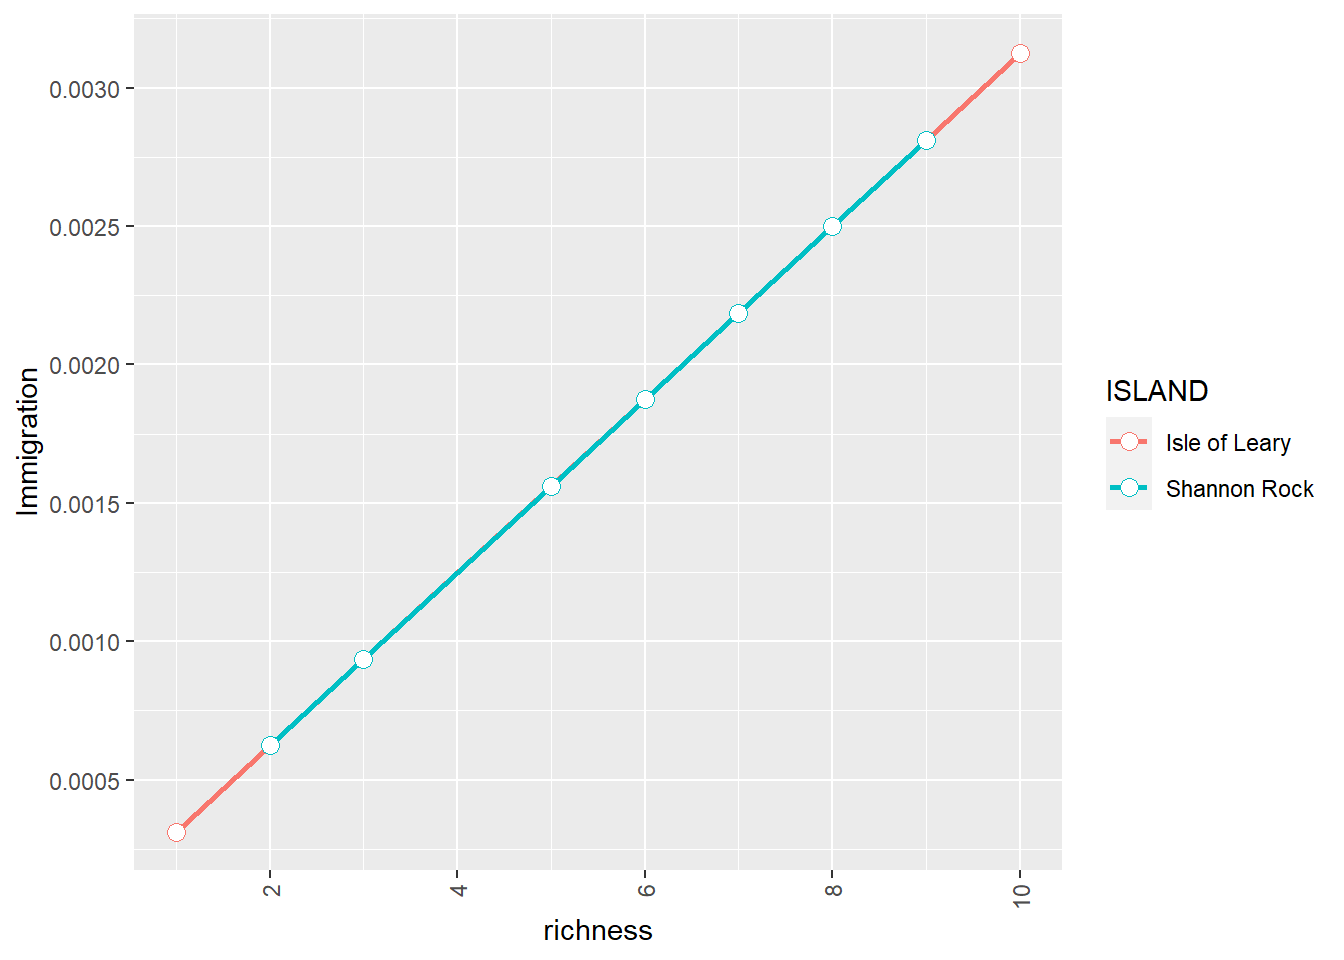 0.0030
0.0025
0.0020
0.0015
0.0010
0.0005
Immigration
2
4
6
8
10
richness
ISLAND
Isle of Leary
Shannon Rock